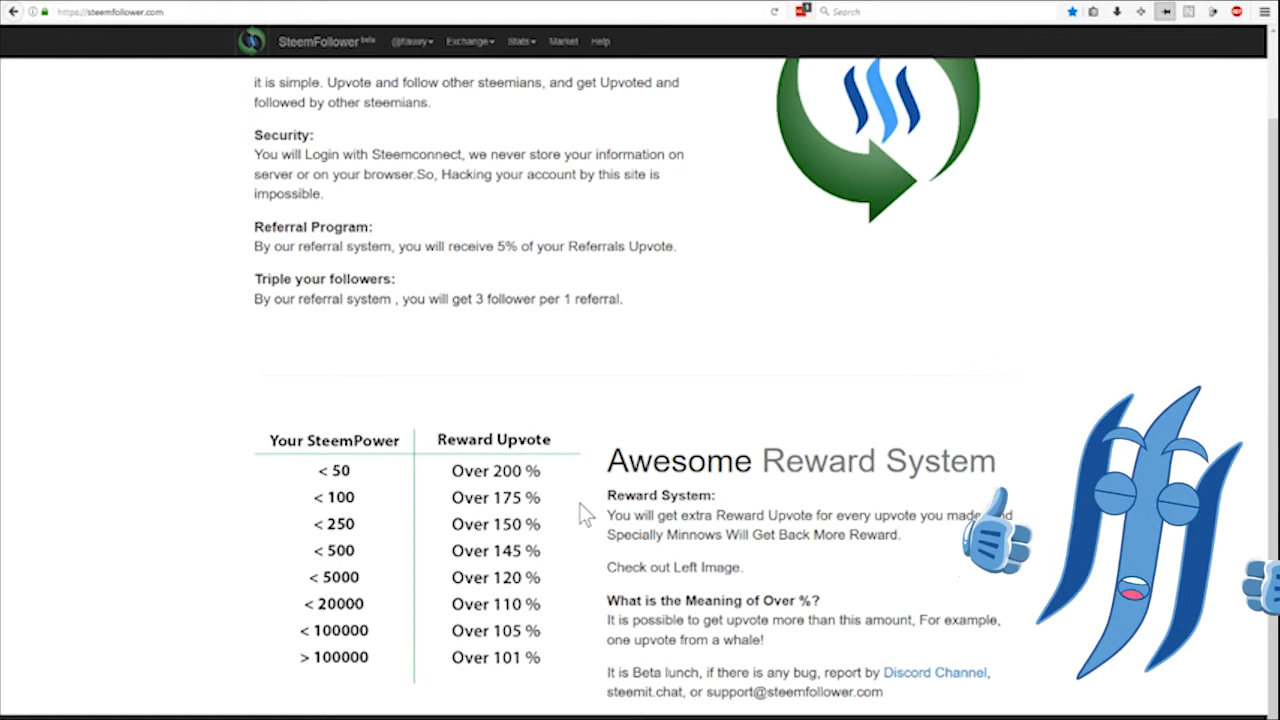 https://steemfollower.com
Search
SteemFollower beta @flawry Exchange Stats Market Help
it is simple. Upvote and follow other steemians, and get Upvoted and
followed by other steemians.
Security:
You will Login with Steemconnect, we never store your information on
server or on your browser.So, Hacking your account by this site is
impossible.
Referral Program:
By our referral system, you will receive 5% of your Referrals Upvote.
Triple your followers:
By our referral system , you will get 3 follower per 1 referral.
Your SteemPower Reward Upvote
< 50 Over 200 %
< 100 Over 175 %
< 250 Over 150 %
< 500 Over 145 %
< 5000 Over 120 %
< 20000 Over 110 %
< 100000 Over 105 %
> 100000 Over 101 %
Awesome Reward System
Reward System:
You will get extra Reward Upvote for every upvote you made
Specially Minnows Will Get Back More Reward.
Check out Left Image.
What is the Meaning of Over %?
It is possible to get upvote more than this amount, For example,
one upvote from a whale!
It is Beta lunch, if there is any bug, report by Discord Channel,
steemit.chat, or support@steemfollower.com